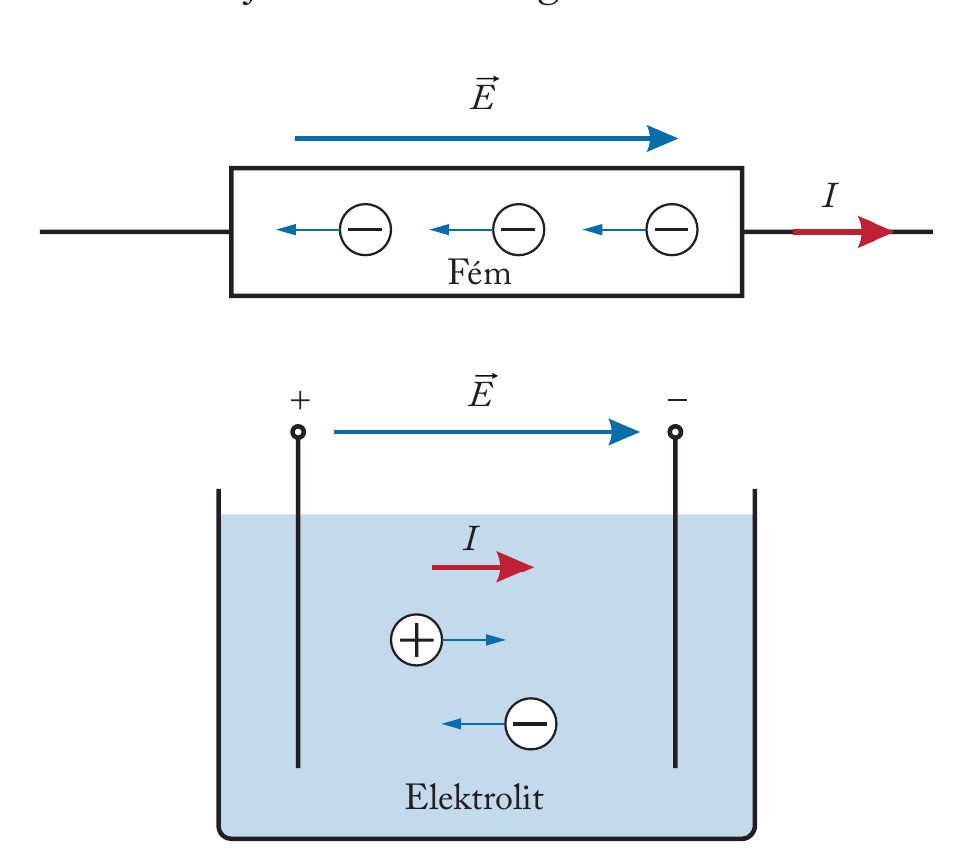 E
I
Fém
+ E −
I
Elektrolit